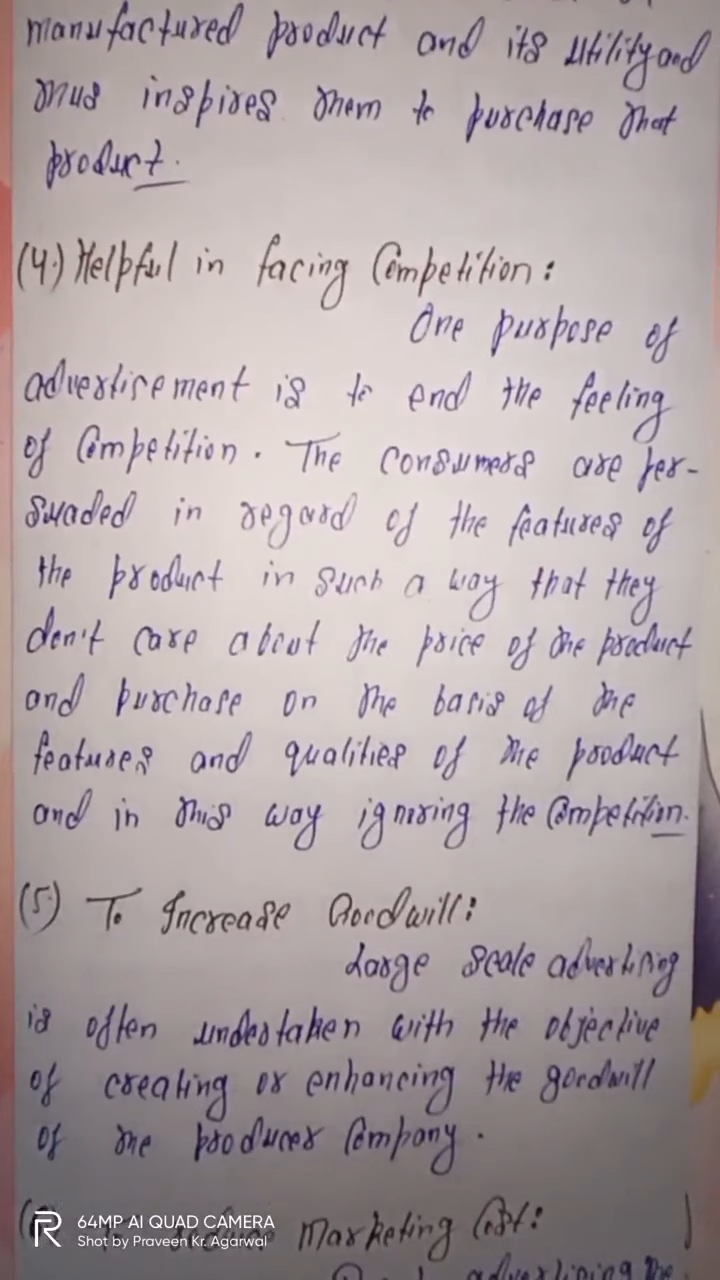 manufactured product and its utility and
thus inspires them to purchase that
product.
(4.) Helpful in facing Competition:
One purpose of
advertisement is to end the feeling
of Competition. The consumers are per-
suaded in regard of the features of
the product in such a way that they
don't care about the price of the product
and purchase on the basis of the
features and qualities of the product
and in this way ignoring the Competition.
(5) To Increase Goodwill:
Large scale advertising
is often undertaken with the objective
of creating or enhancing the goodwill
of the producer Company.
Marketing Cost:
advertising the
64MP AI QUAD CAMERA
Shot by Praveen Kr. Agarwal